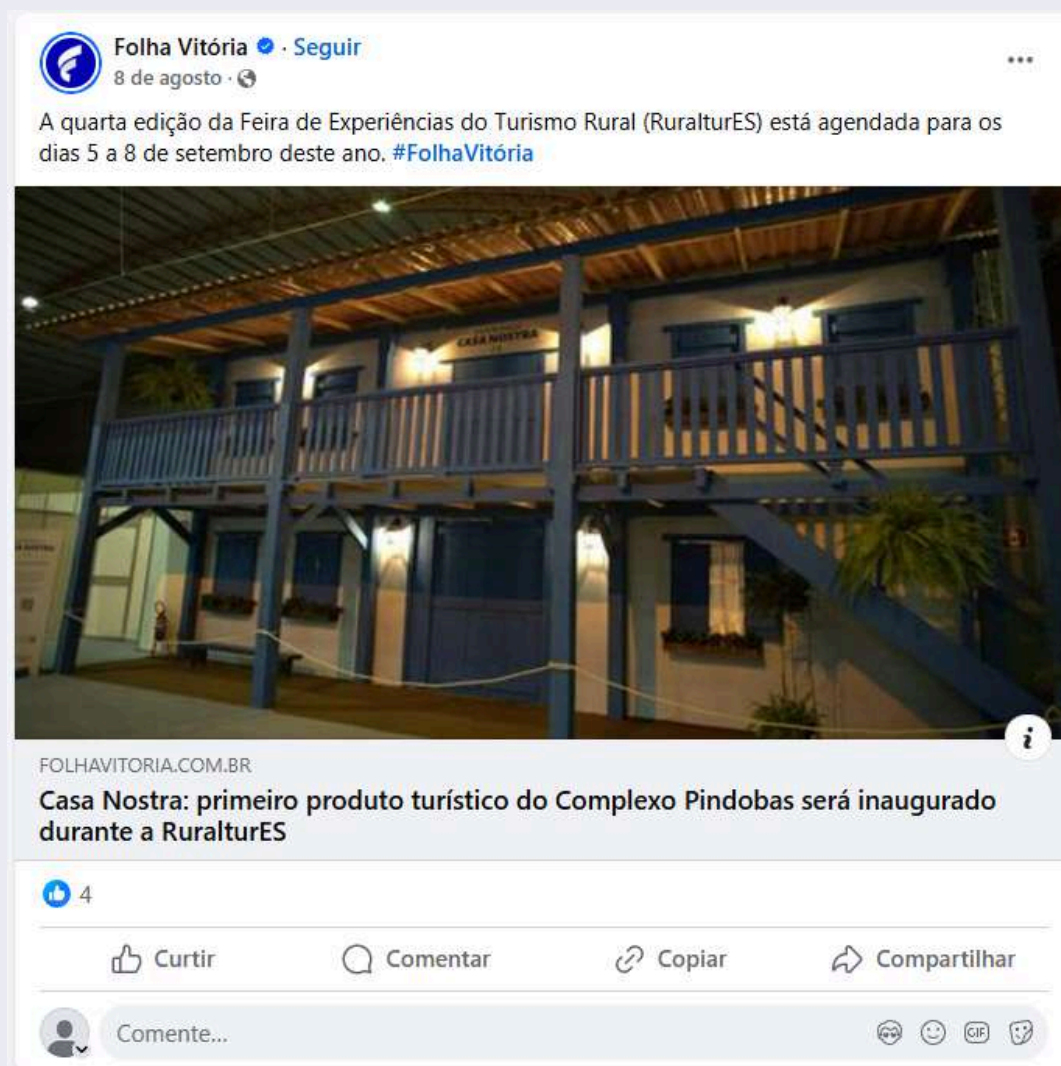 Folha Vitória · Seguir
8 de agosto ·
A quarta edição da Feira de Experiências do Turismo Rural (RuralturES) está agendada para os
dias 5 a 8 de setembro deste ano. #FolhaVitória
CASA NOSTRA
FOLHAVITORIA.COM.BR
Casa Nostra: primeiro produto turístico do Complexo Pindobas será inaugurado
durante a RuralturES
4
Curtir Comentar Copiar Compartilhar
Comente...
GIF